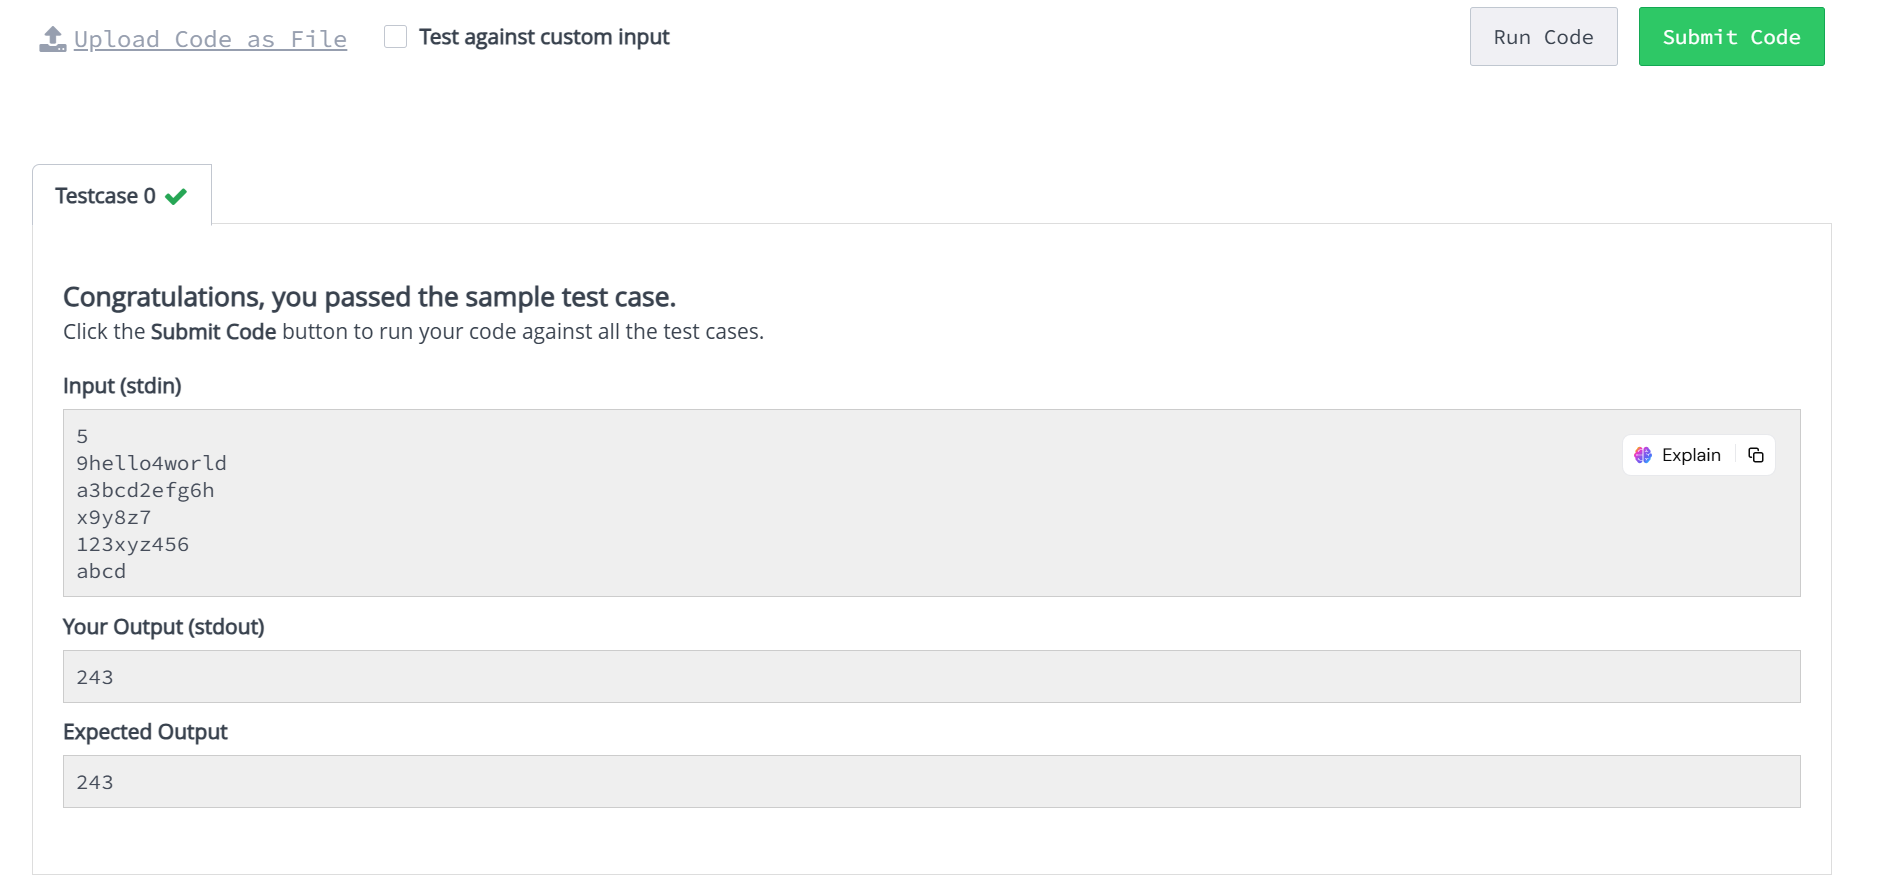 Upload Code as File
Test against custom input
Run Code
Submit Code
Testcase 0
Congratulations, you passed the sample test case.
Click the Submit Code button to run your code against all the test cases.
Input (stdin)
5
9hello4world
a3bcd2efg6h
x9y8z7
123xyz456
abcd
Explain
Your Output (stdout)
243
Expected Output
243